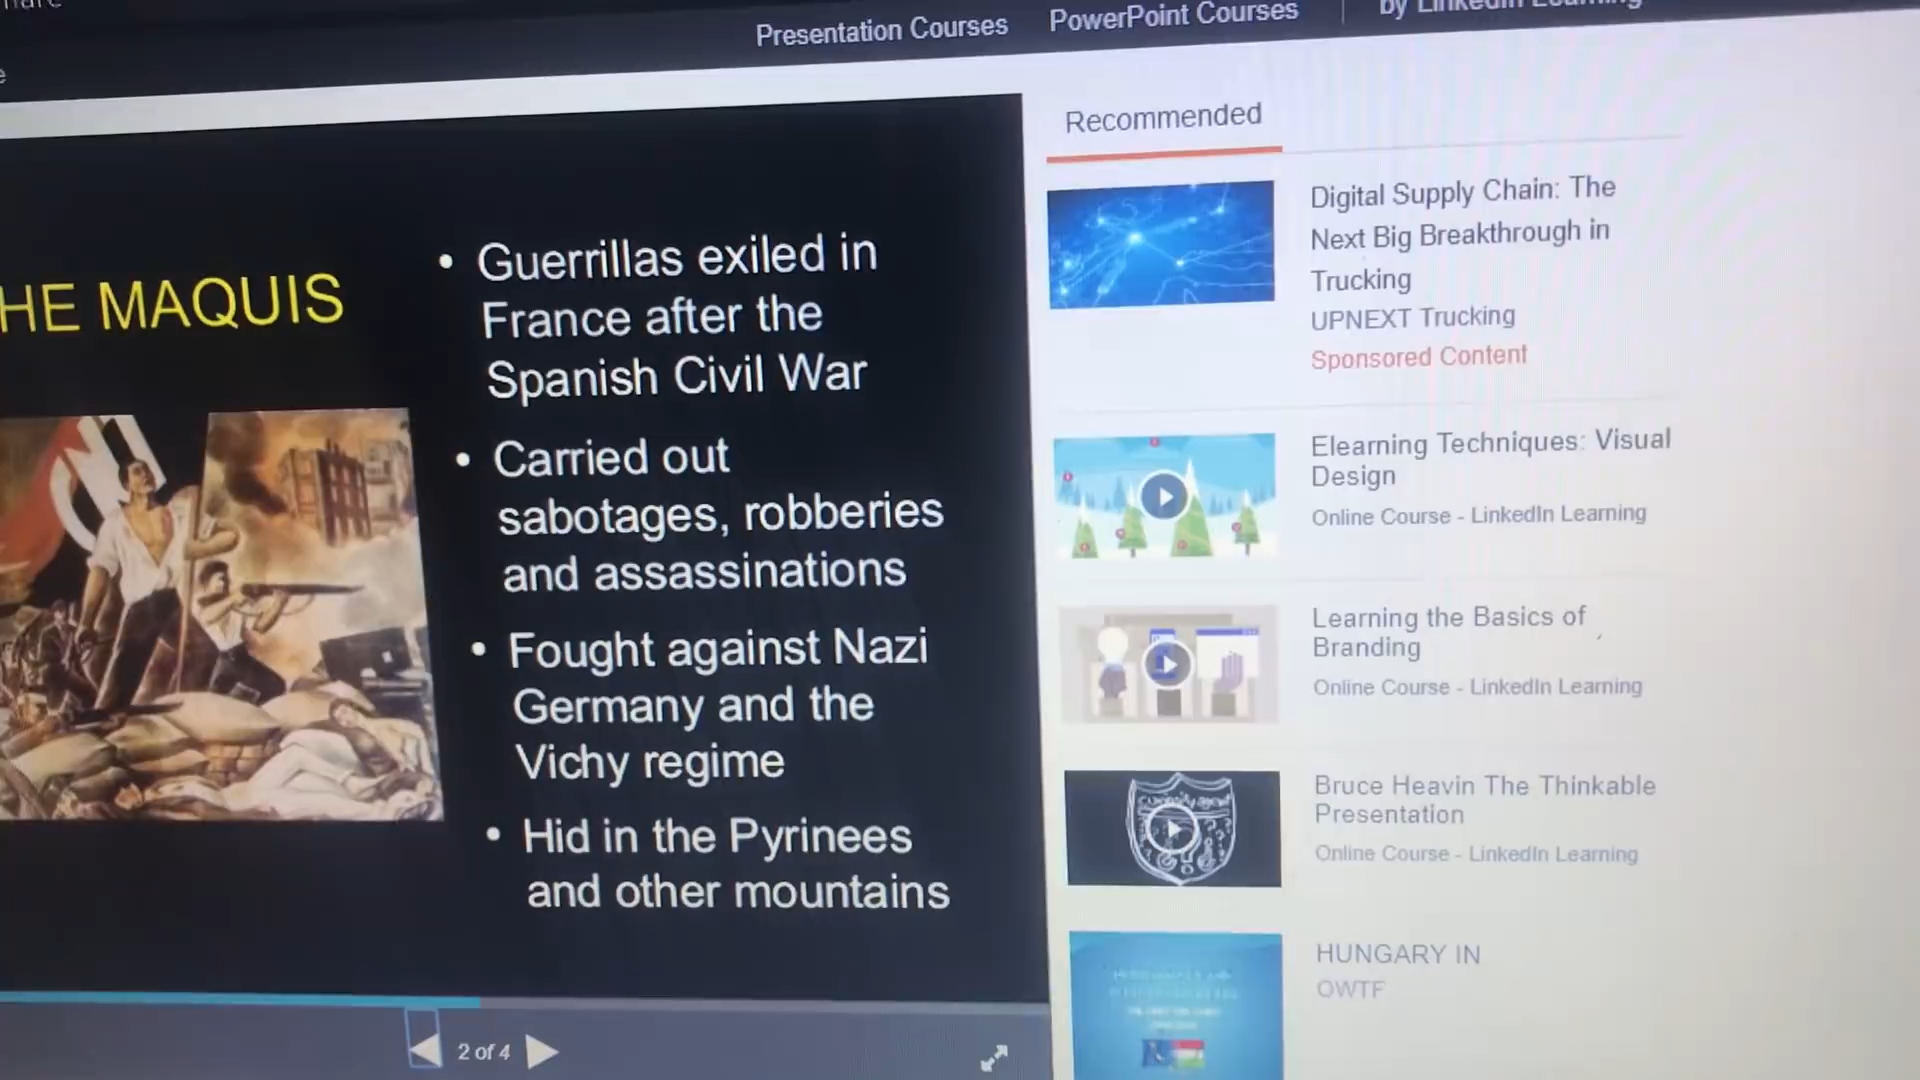 Presentation Courses
PowerPoint Courses
by LinkedIn Learning
HE MAQUIS
• Guerrillas exiled in
France after the
Spanish Civil War
• Carried out
sabotages, robberies
and assassinations
• Fought against Nazi
Germany and the
Vichy regime
• Hid in the Pyrinees
and other mountains
2 of 4
Recommended
Digital Supply Chain: The
Next Big Breakthrough in
Trucking
UPNEXT Trucking
Sponsored Content
Elearning Techniques: Visual
Design
Online Course - LinkedIn Learning
Learning the Basics of
Branding
Online Course - LinkedIn Learning
Bruce Heavin The Thinkable
Presentation
Online Course - LinkedIn Learning
HUNGARY IN
OWTF